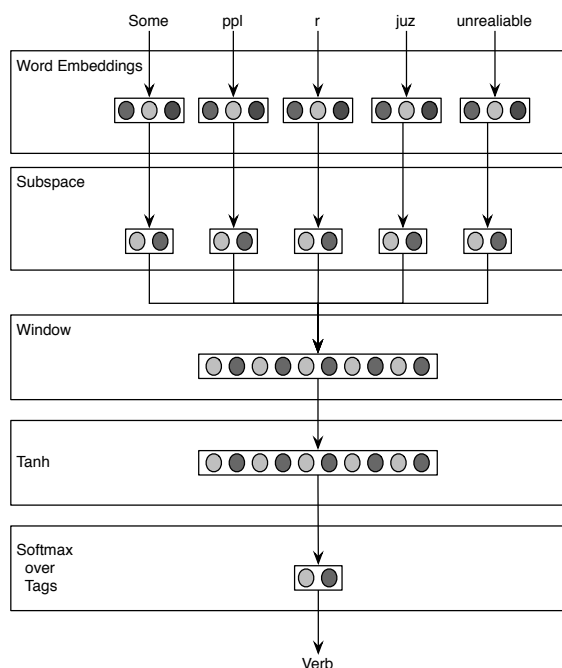 Some ppl r juz unrealiable
Word Embeddings
Subspace
Window
Tanh
Softmax
over
Tags
Verb